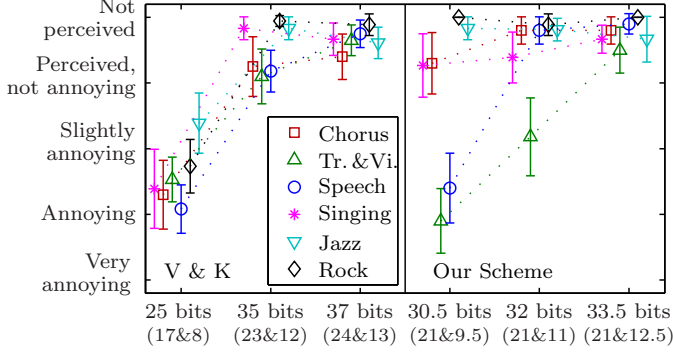 Not
perceived
Perceived,
not annoying
Slightly
annoying
Annoying
Very
annoying
Chorus
Tr. &Vi.
Speech
Singing
Jazz
Rock
V & K
Our Scheme
25 bits
(17&8)
35 bits
(23&12)
37 bits
(24&13)
30.5 bits
(21&9.5)
32 bits
(21&11)
33.5 bits
(21&12.5)